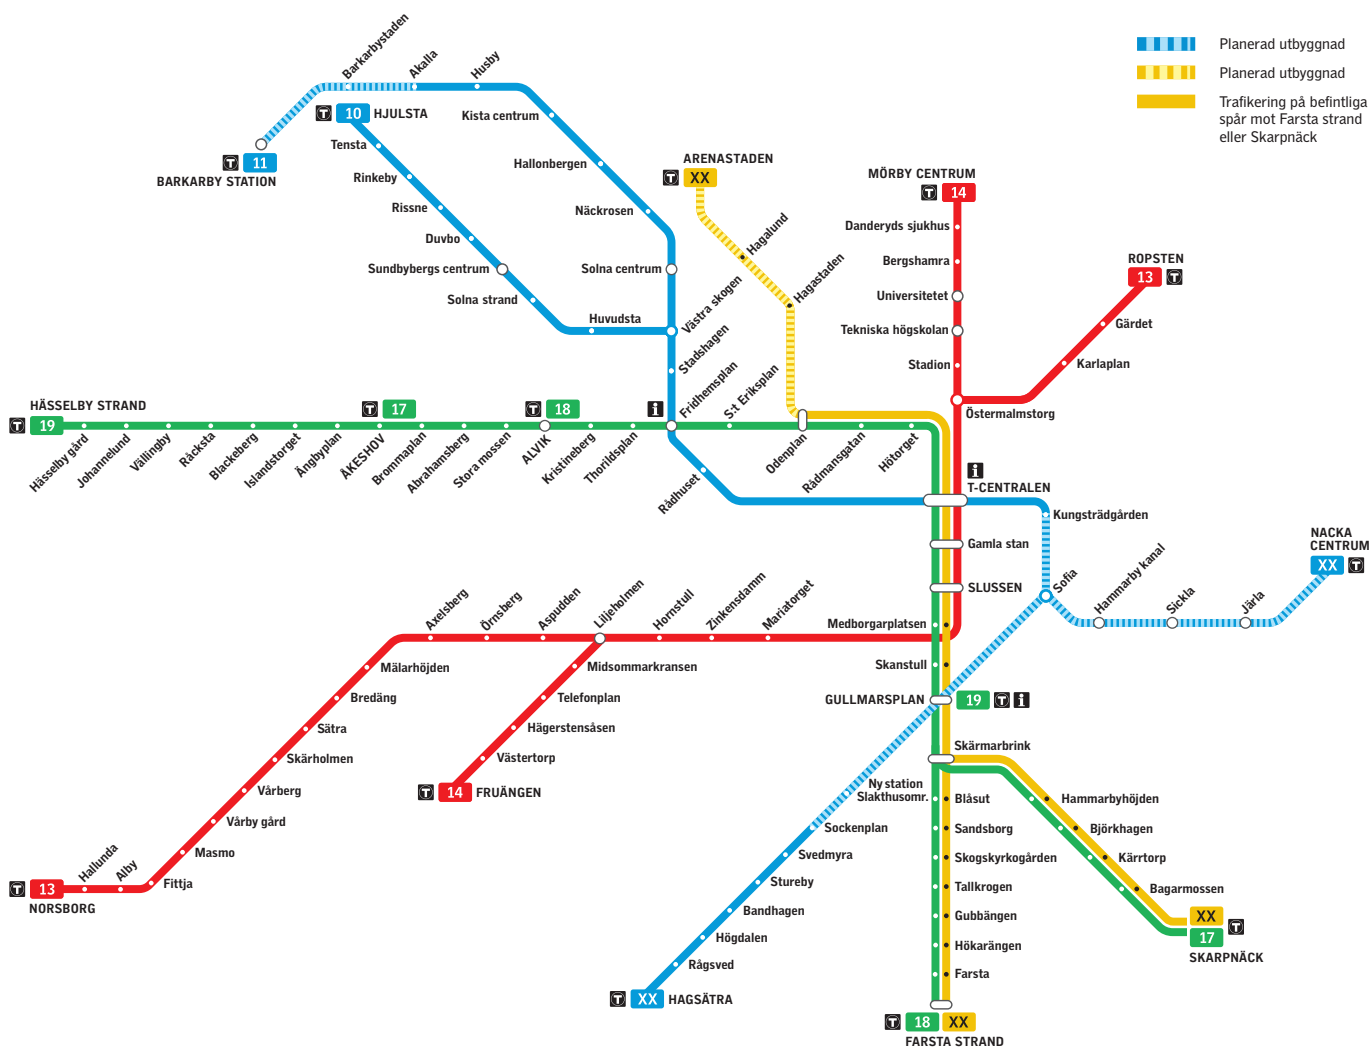 Planerad utbyggnad
Planerad utbyggnad
Trafikering på befintliga
spår mot Farsta strand
eller Skarpnäck
Barkarbystaden
Akalla
Husby
T 10 HJULSTA
Kista centrum
Tensta
T 11
BARKARBY STATION
Hallonbergen
ARENASTADEN
T XX
MÖRBY CENTRUM
T 14
Rinkeby
Rissne
Näckrosen
Danderyds sjukhus
Duvbo
Hagalund
Bergshamra
ROPSTEN
13 T
Sundbybergs centrum
Solna centrum
Hagastaden
Universitetet
Solna strand
Västra skogen
Huvudsta
Tekniska högskolan
Gärdet
Stadshagen
Stadion
Karlaplan
HÄSSELBY STRAND
T 19
T 17
T 18
i
Fridhemsplan
S:t Eriksplan
Östermalmstorg
Hässelby gård
Johannelund
Vällingby
Råcksta
Blackeberg
Islandstorget
Ängbyplan
ÅKESHOV
Brommaplan
Abrahamsberg
Stora mossen
ALVIK
Kristineberg
Thorildsplan
Rådhuset
Odenplan
Rådmansgatan
Hötorget
i
T-CENTRALEN
Kungsträdgården
Gamla stan
NACKA
CENTRUM
XX T
SLUSSEN
Sofia
Hammarby kanal
Sickla
Järla
Axelsberg
Örnsberg
Aspudden
Liljeholmen
Hornstull
Zinkensdamm
Mariatorget
Medborgarplatsen
Mälarhöjden
Midsommarkransen
Skanstull
Bredäng
Telefonplan
GULLMARSPLAN
19 T i
Sätra
Hägerstensåsen
Skärholmen
Västertorp
Skärmarbrink
Vårberg
T 14 FRUÄNGEN
Ny station
Slakthusomr.
Blåsut
Hammarbyhöjden
Vårby gård
Sockenplan
Sandsborg
Björkhagen
Masmo
Svedmyra
Skogskyrkogården
Kärrtorp
Hallunda
Alby
Fittja
Stureby
Tallkrogen
Bagarmossen
T 13
NORSBORG
Bandhagen
Gubbängen
XX
17
T
SKARPNÄCK
Högdalen
Hökarängen
Rågsved
Farsta
T XX HAGSÄTRA
T 18 XX
FARSTA STRAND